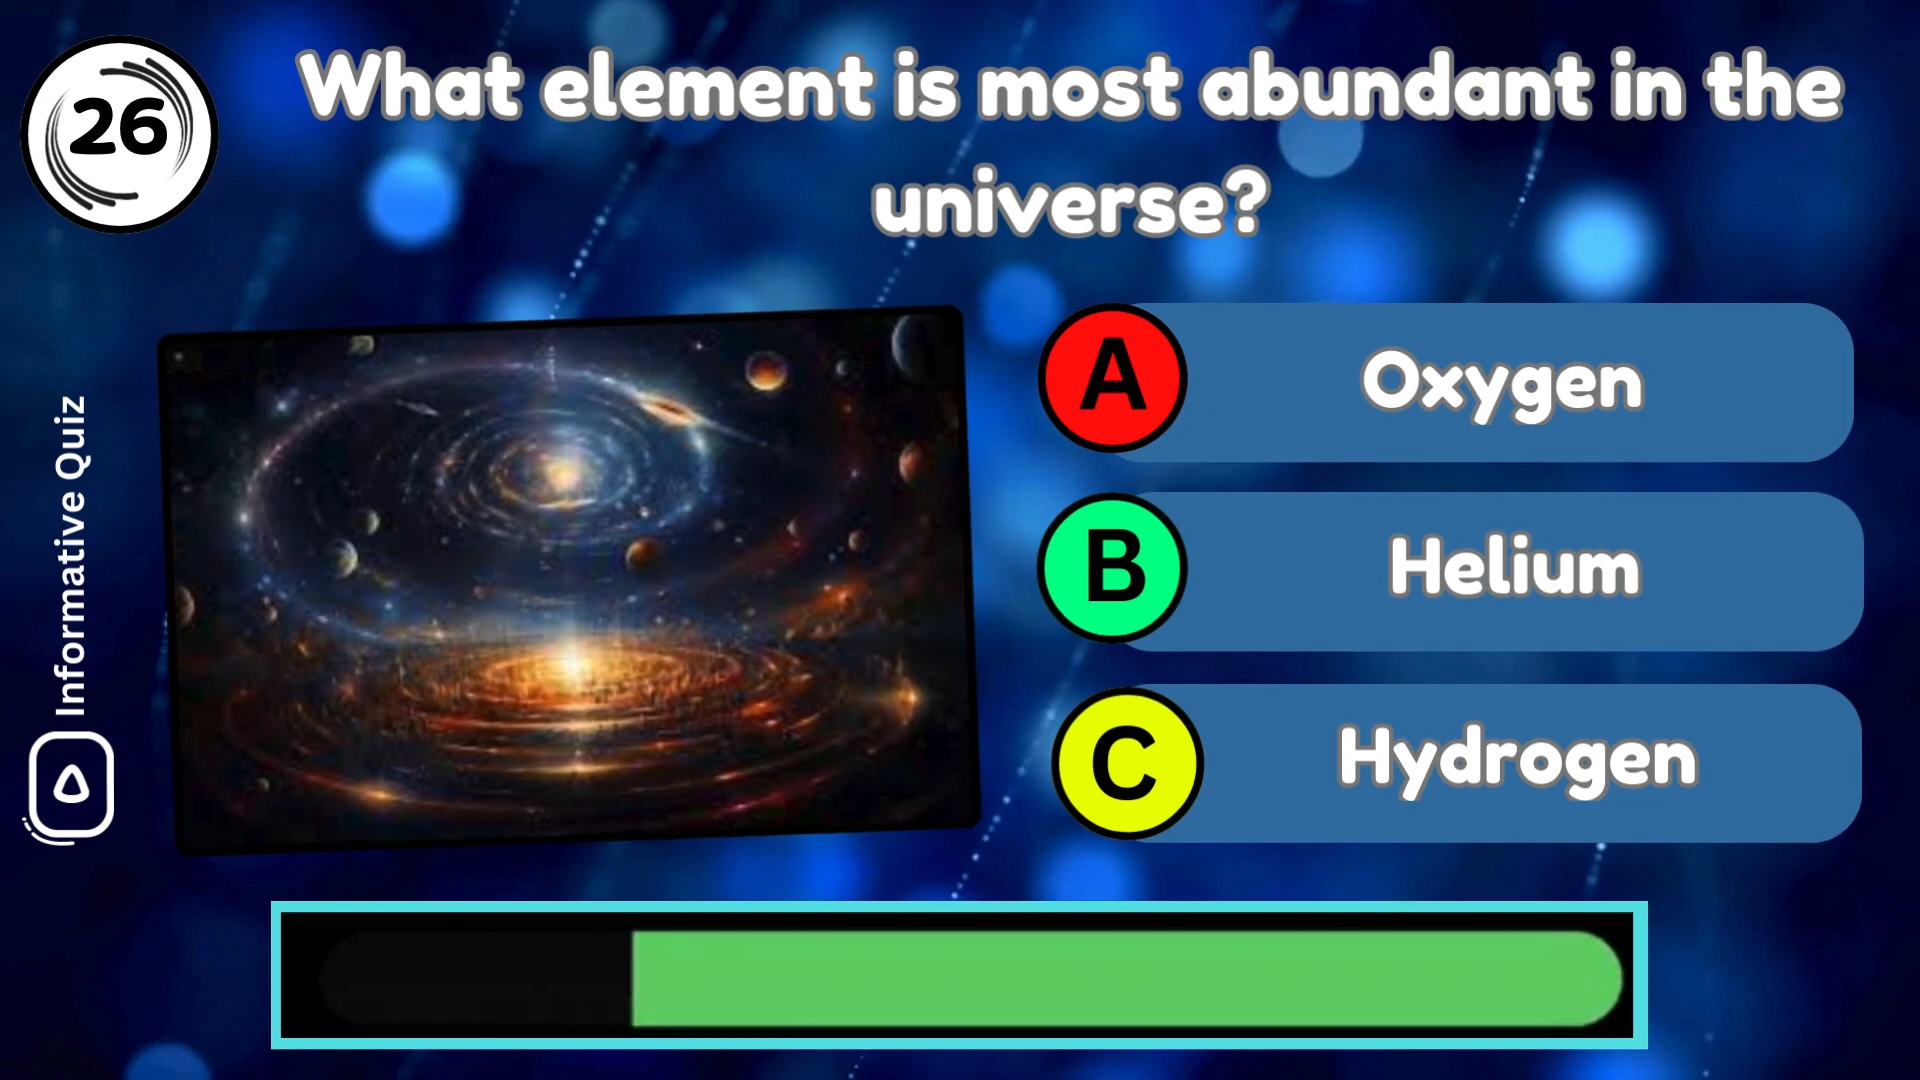 26
What element is most abundant in the
universe?
A
Oxygen
B
Helium
C
Hydrogen
Informative Quiz